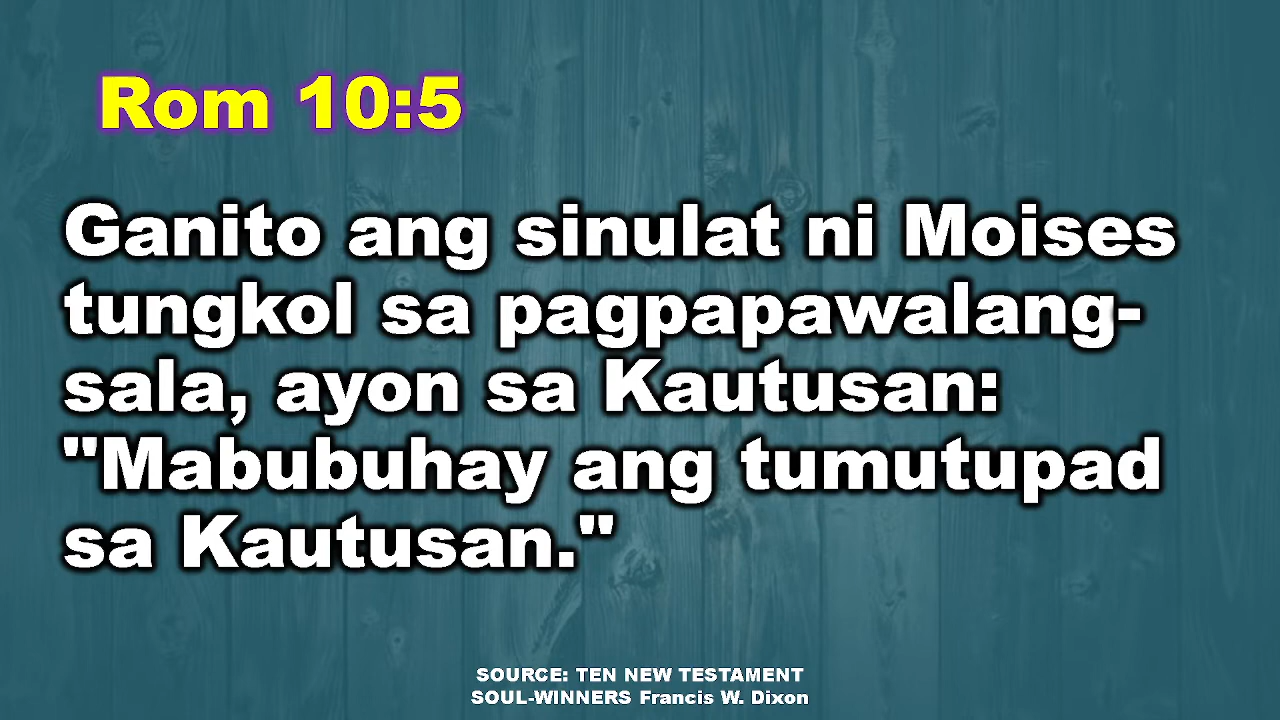 Rom 10:5
Ganito ang sinulat ni Moises
tungkol sa pagpapawalang-
sala, ayon sa Kautusan:
"Mabubuhay ang tumutupad
sa Kautusan."
SOURCE: TEN NEW TESTAMENT
SOUL-WINNERS Francis W. Dixon